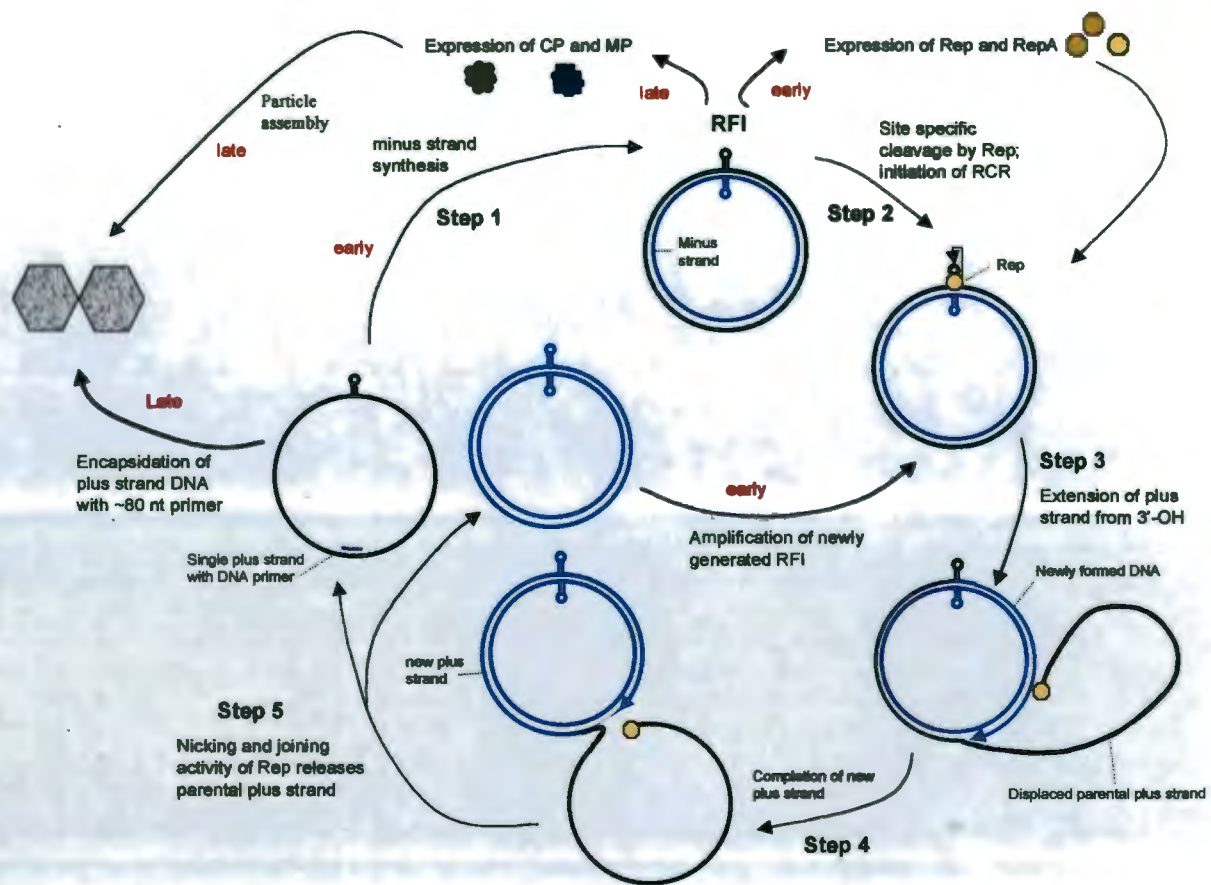 Expression of CP and MP
Expression of Rep and RepA
late
early
RFI
Particle
assembly
late
minus strand
synthesis
Step 1
early
Site specific
cleavage by Rep;
initiation of RCR
Step 2
Minus
strand
Rep
Late
Encapsidation of
plus strand DNA
with ~80 nt primer
Single plus strand
with DNA primer
early
Amplification of newly
generated RFI
Step 3
Extension of plus
strand from 3'-OH
Newly formed DNA
new plus
strand
Step 5
Nicking and joining
activity of Rep releases
parental plus strand
Completion of new
plus strand
Step 4
Displaced parental plus strand